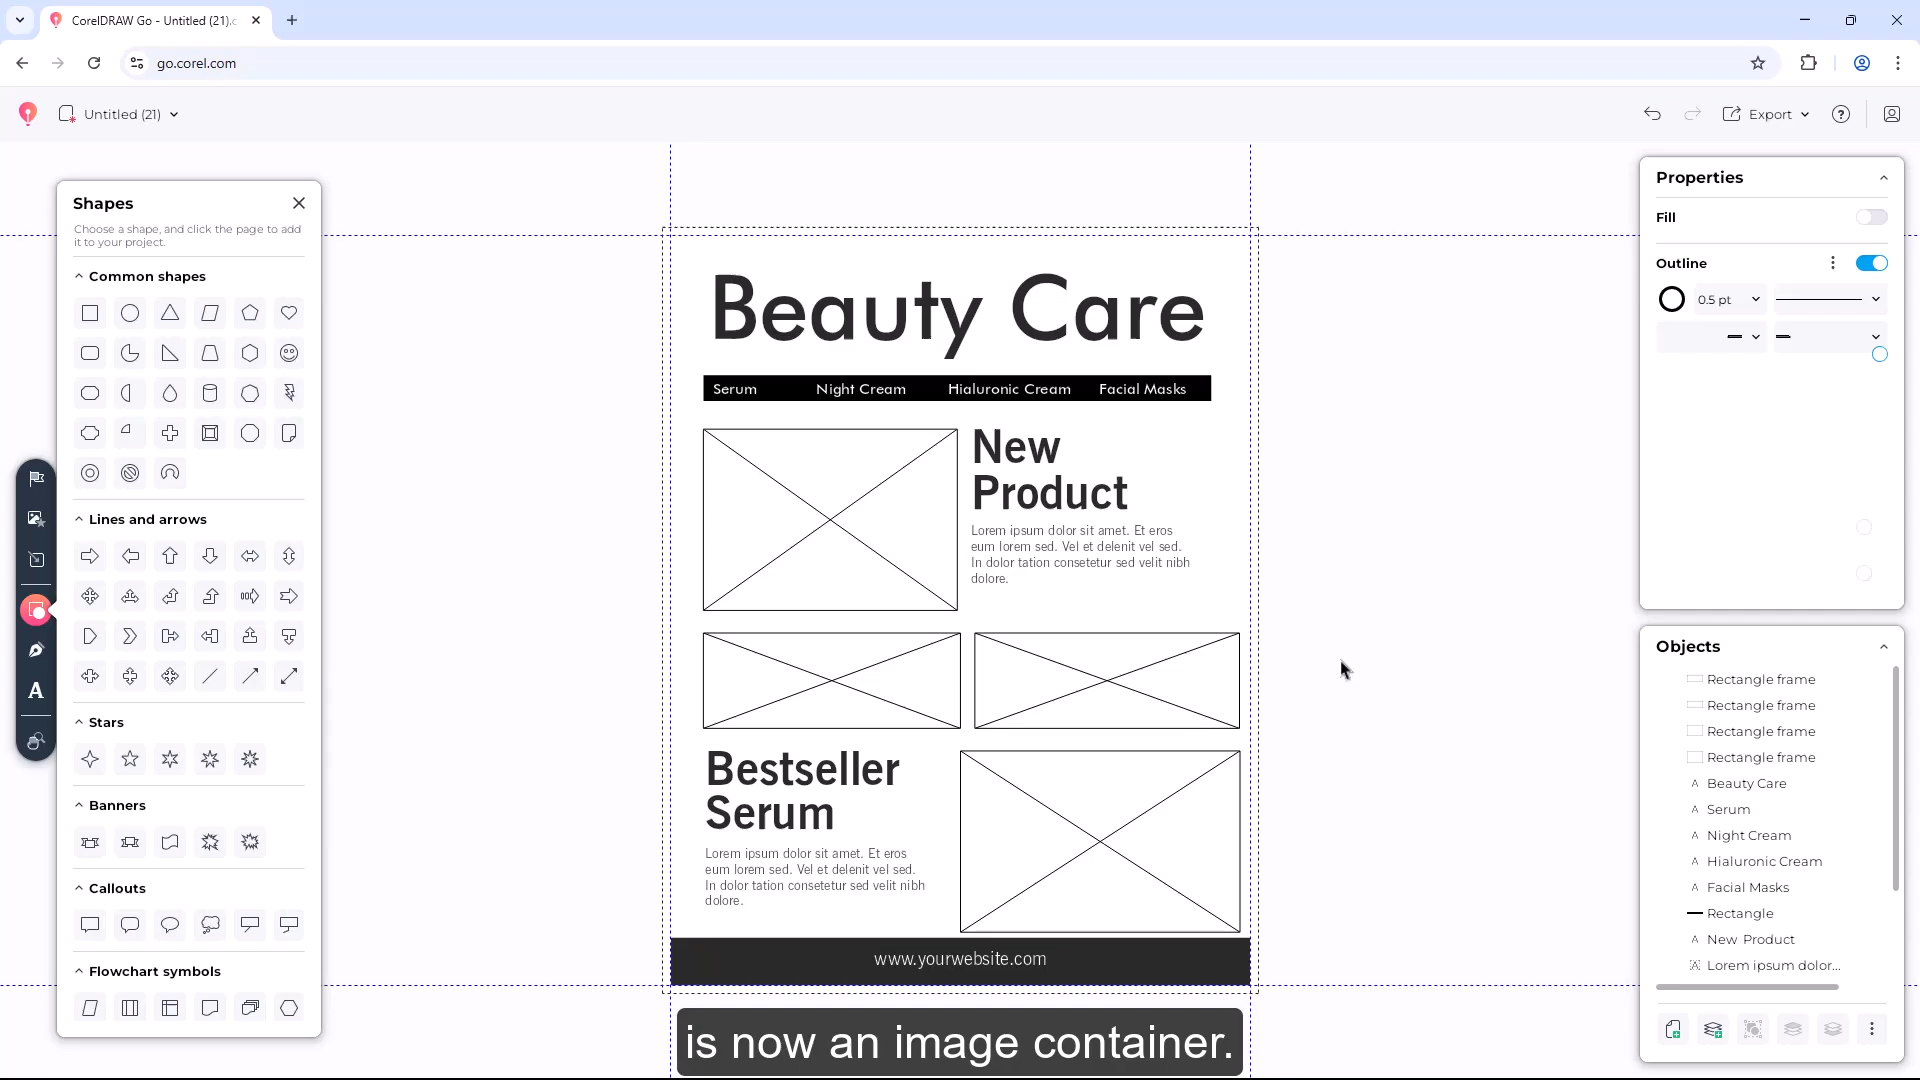 CorelDRAW Go - Untitled (21).c
go.corel.com
Untitled (21)
Export
Shapes
Choose a shape, and click the page to add
it to your project.
Common shapes
Lines and arrows
Stars
Banners
Callouts
Flowchart symbols
Beauty Care
Serum Night Cream Hialuronic Cream Facial Masks
New
Product
Lorem ipsum dolor sit amet. Et eros
eum lorem sed. Vel et delenit vel sed.
In dolor tation consetetur sed velit nibh
dolore.
Bestseller
Serum
Lorem ipsum dolor sit amet. Et eros
eum lorem sed. Vel et delenit vel sed.
In dolor tation consetetur sed velit nibh
dolore.
www.yourwebsite.com
is now an image container.
Properties
Fill
Outline
0.5 pt
Objects
Rectangle frame
Rectangle frame
Rectangle frame
Rectangle frame
A Beauty Care
A Serum
A Night Cream
A Hialuronic Cream
A Facial Masks
Rectangle
A New Product
A Lorem ipsum dolor...